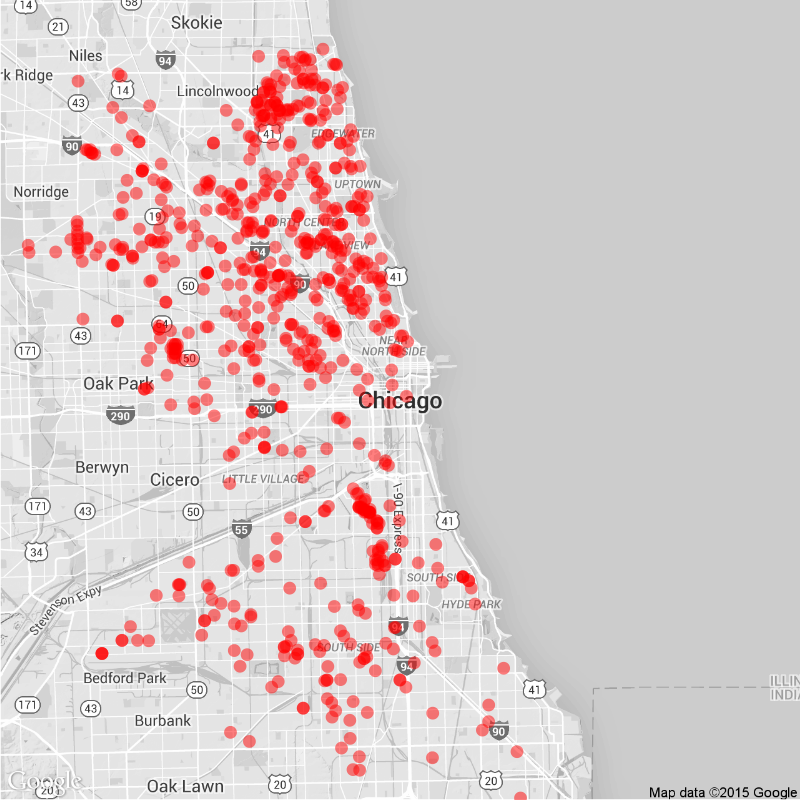 14
58
21
Skokie
Niles
94
rk Ridge
14
Lincolnwood
43
41
EDGEWATER
90
Norridge
UPTOWN
19
NORTH CENT
94
VIEW
41
50
90
64
43
NEAR
NORTH SIDE
171
50
Oak Park
290
290
Chicago
Berwyn
Cicero
LITTLE VILLAGE
171
43
50
I-90 Express
41
55
34
SOUTH SI
Stevenson Expy
HYDE PARK
94
SOUTH SIDE
94
Bedford Park
50
41
ILLIN
INDIA
171
43
Burbank
90
Google
20
Oak Lawn
20
20
Map data ©2015 Google